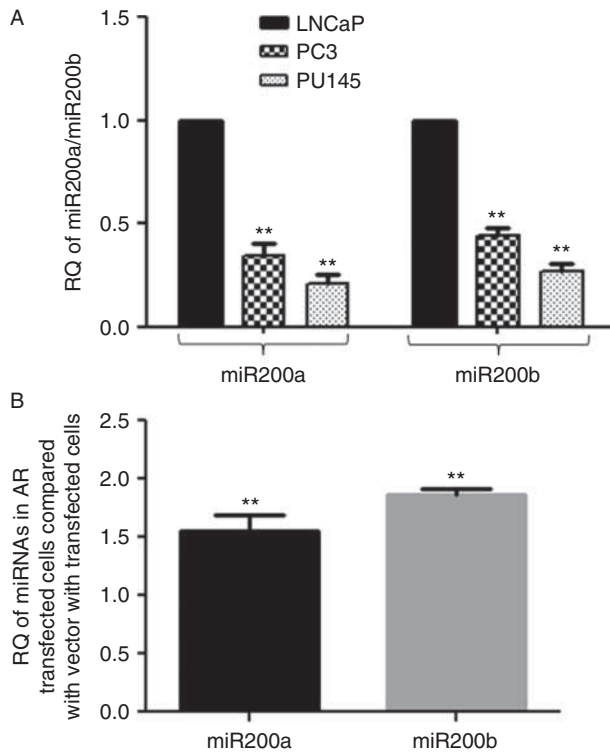 A
1.5
1.0
0.5
0.0
RQ of miR200a/miR200b
LNCaP
PC3
PU145
**
**
**
**
miR200a
miR200b
B
2.5
2.0
1.5
1.0
0.5
0.0
RQ of miRNAs in AR
transfected cells compared
with vector with transfected cells
**
**
miR200a
miR200b